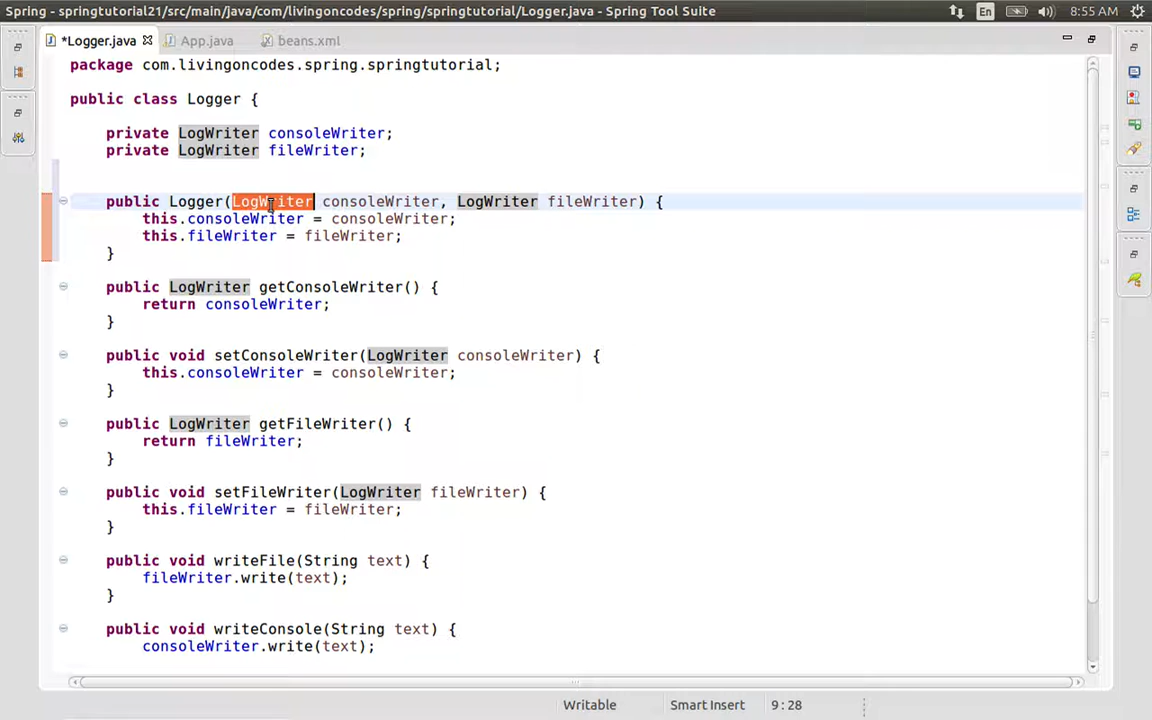 Spring - springtutorial21/src/main/java/com/livingoncodes/spring/springtutorial/Logger.java - Spring Tool Suite
En
8:55 AM
*Logger.java
App.java
beans.xml
package com.livingoncodes.spring.springtutorial;
public class Logger {
private LogWriter consoleWriter;
private LogWriter fileWriter;
public Logger(LogWriter consoleWriter, LogWriter fileWriter) {
this.consoleWriter = consoleWriter;
this.fileWriter = fileWriter;
}
public LogWriter getConsoleWriter() {
return consoleWriter;
}
public void setConsoleWriter(LogWriter consoleWriter) {
this.consoleWriter = consoleWriter;
}
public LogWriter getFileWriter() {
return fileWriter;
}
public void setFileWriter(LogWriter fileWriter) {
this.fileWriter = fileWriter;
}
public void writeFile(String text) {
fileWriter.write(text);
}
public void writeConsole(String text) {
consoleWriter.write(text);
Writable
Smart Insert
9:28